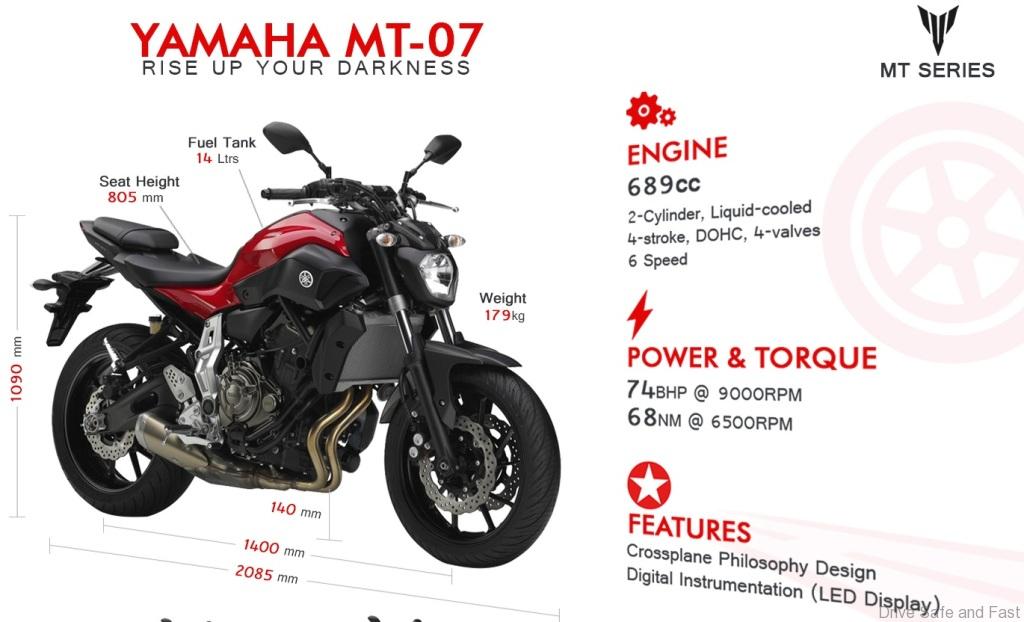 YAMAHA MT-07
RISE UP YOUR DARKNESS
MT SERIES
Fuel Tank
14 Ltrs
Seat Height
805 mm
Weight
179kg
1090 mm
140 mm
1400 mm
2085 mm
ENGINE
689cc
2-Cylinder, Liquid-cooled
4-stroke, DOHC, 4-valves
6 Speed
POWER & TORQUE
74BHP @ 9000RPM
68NM @ 6500RPM
FEATURES
Crossplane Philosophy Design
Digital Instrumentation (LED Display)
Drive Safe and Fast